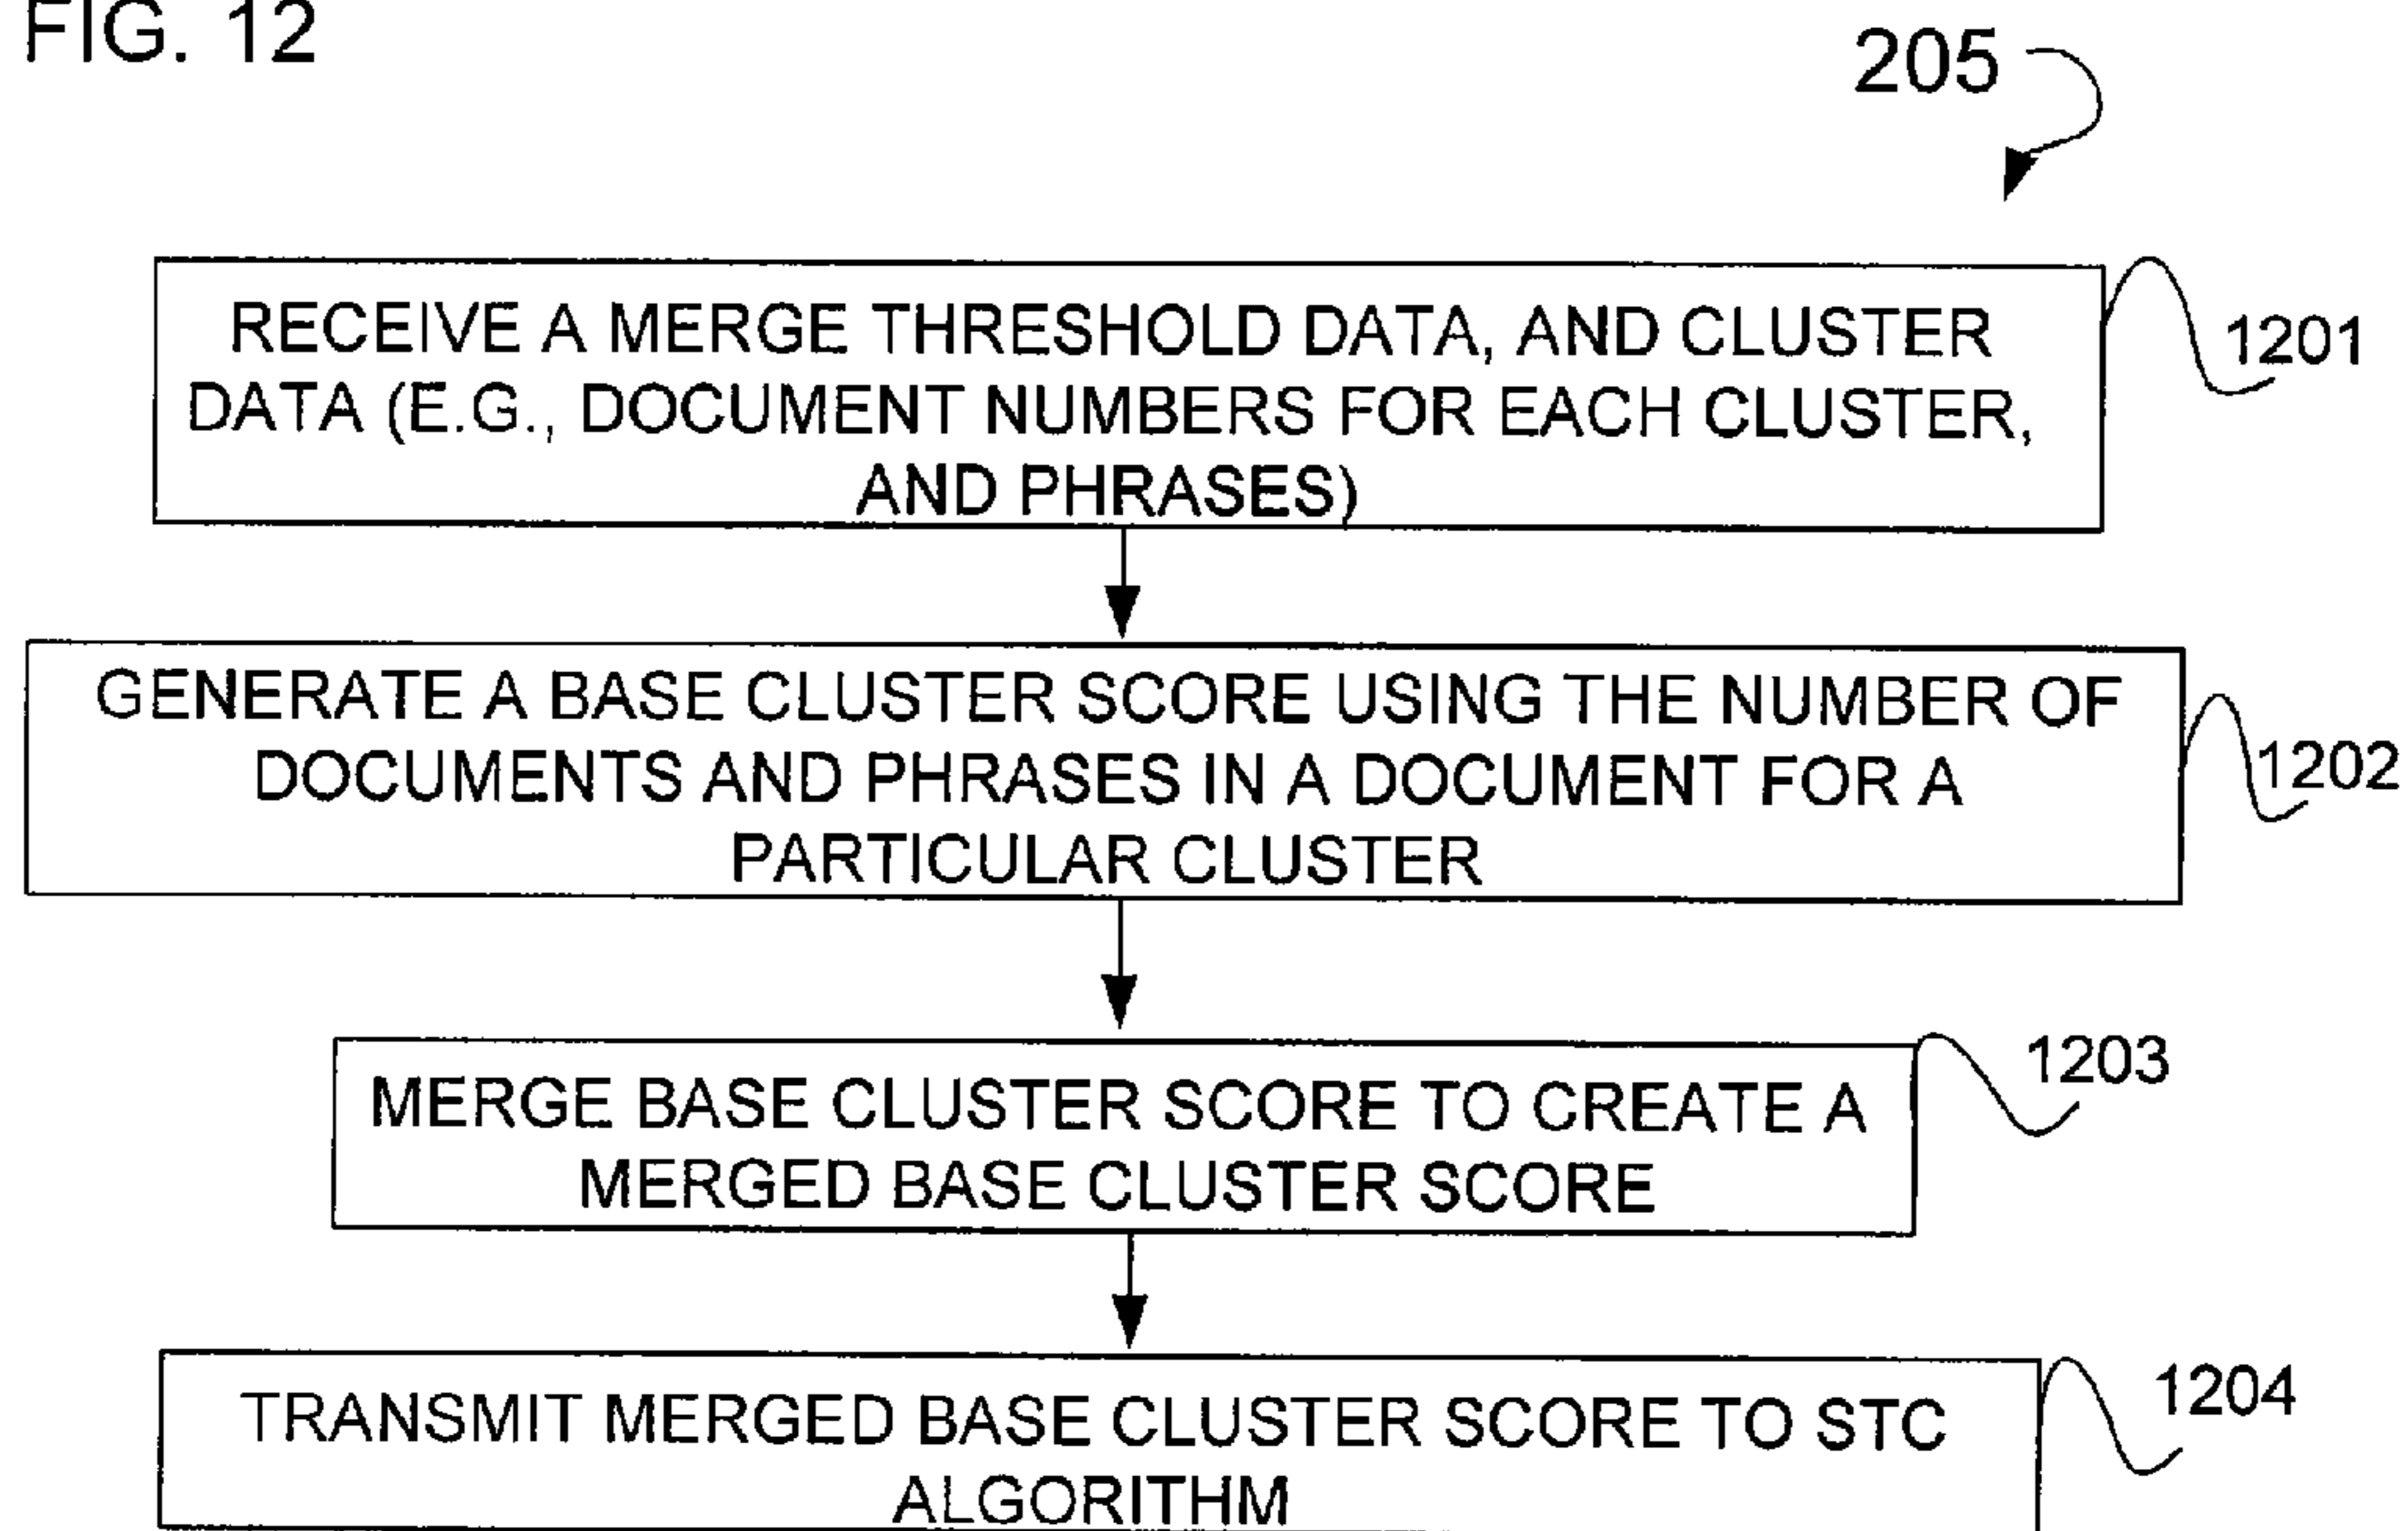 FIG. 12
205
RECEIVE A MERGE THRESHOLD DATA, AND CLUSTER
DATA (E.G., DOCUMENT NUMBERS FOR EACH CLUSTER,
AND PHRASES)
1201
GENERATE A BASE CLUSTER SCORE USING THE NUMBER OF
DOCUMENTS AND PHRASES IN A DOCUMENT FOR A
PARTICULAR CLUSTER
1202
MERGE BASE CLUSTER SCORE TO CREATE A
MERGED BASE CLUSTER SCORE
1203
TRANSMIT MERGED BASE CLUSTER SCORE TO STC
ALGORITHM
1204